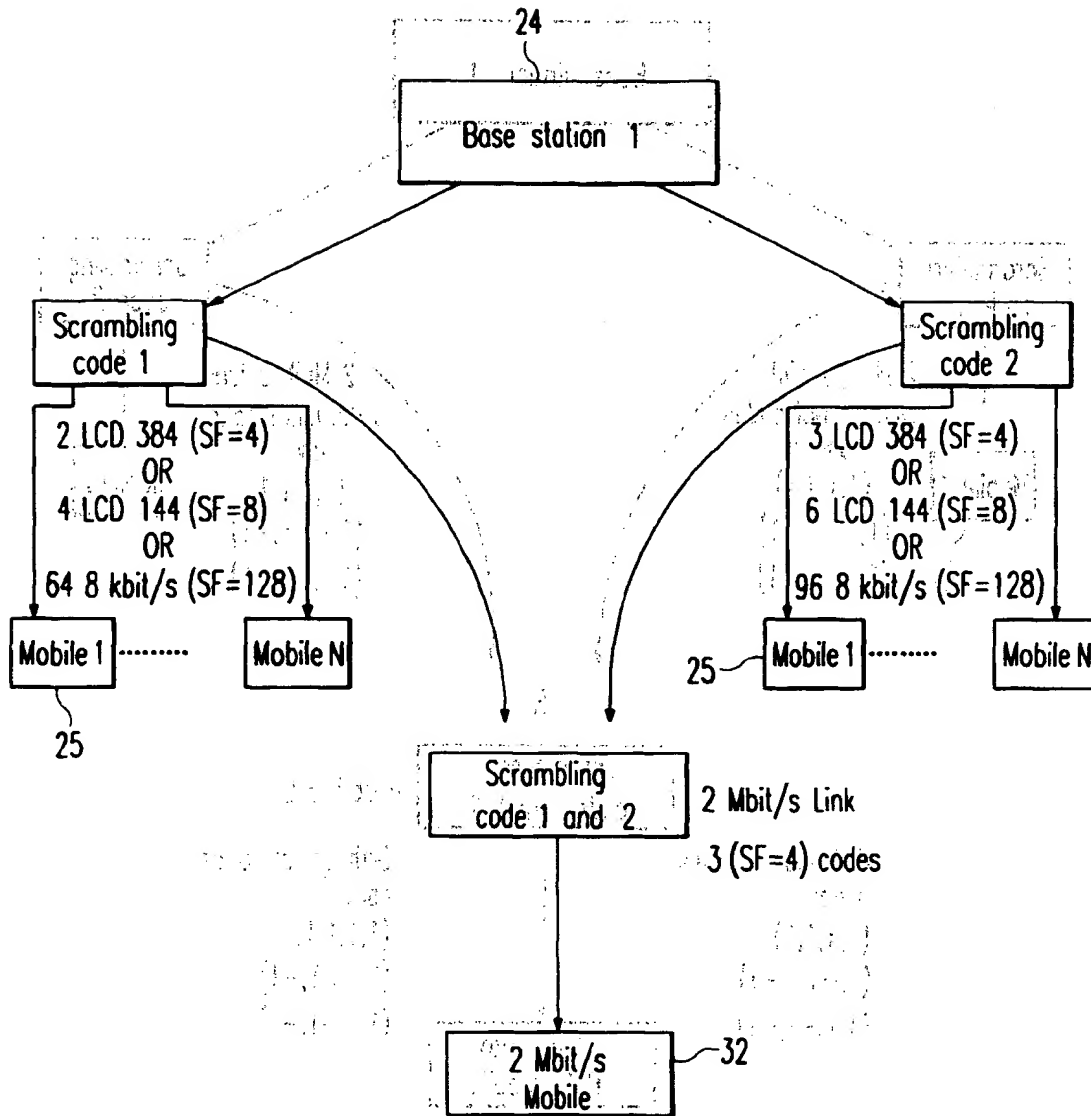 24
Base station 1
Scrambling
code 1
Scrambling
code 2
2 LCD 384 (SF=4)
OR
4 LCD 144 (SF=8)
OR
64 8 kbit/s (SF=128)
3 LCD 384 (SF=4)
OR
6 LCD 144 (SF=8)
OR
96 8 kbit/s (SF=128)
Mobile 1 ......... Mobile N
25
Mobile 1 ......... Mobile N
25
Scrambling
code 1 and 2
2 Mbit/s Link
3 (SF=4) codes
2 Mbit/s
Mobile
32